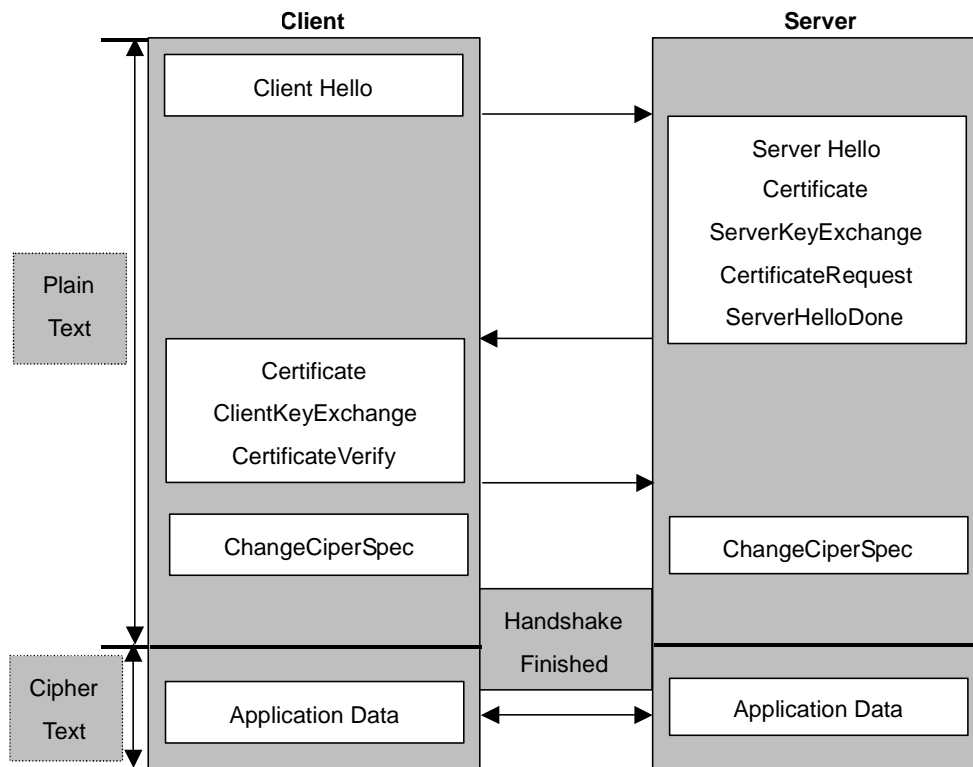 Client
Server
Client Hello
Server Hello
Certificate
ServerKeyExchange
CertificateRequest
ServerHelloDone
Plain
Text
Certificate
ClientKeyExchange
CertificateVerify
ChangeCiperSpec
ChangeCiperSpec
Handshake
Finished
Cipher
Text
Application Data
Application Data